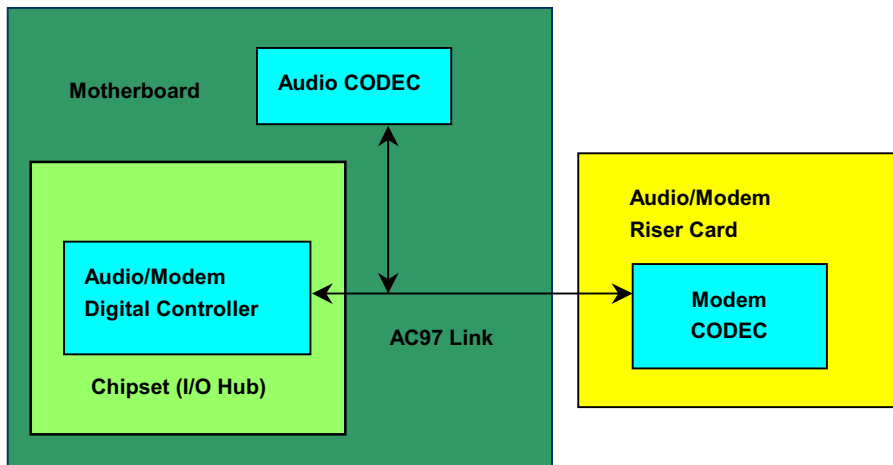 Audio CODEC
Motherboard
Audio/Modem
Riser Card
Audio/Modem
Digital Controller
Modem
CODEC
AC97 Link
Chipset (I/O Hub)